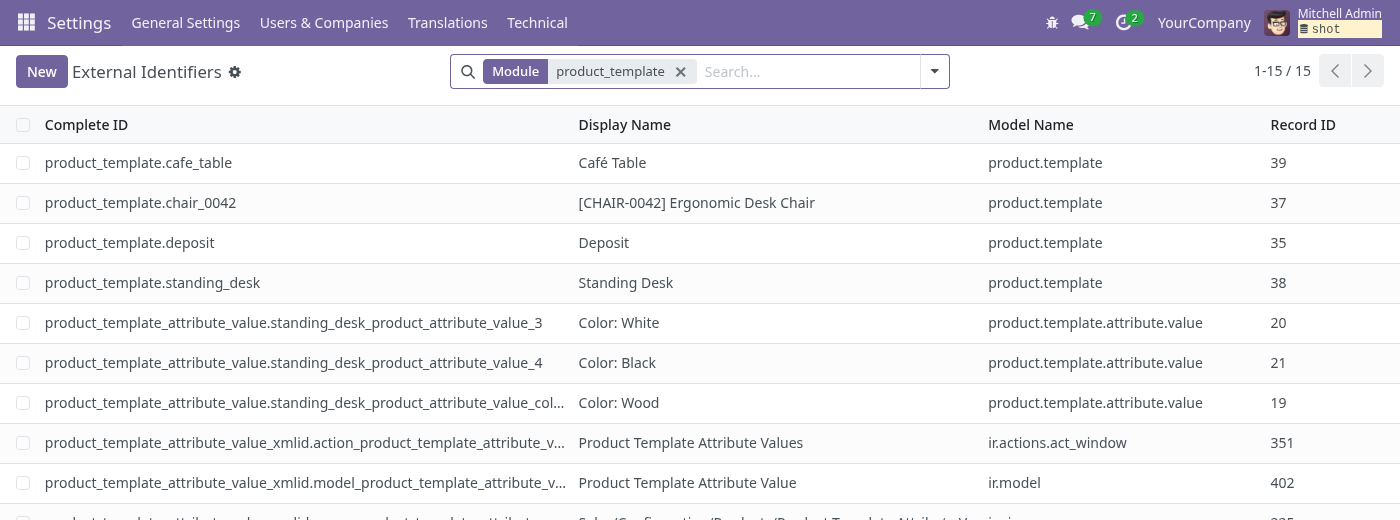 Settings General Settings Users & Companies Translations Technical 7 2 YourCompany Mitchell Admin
shot
New External Identifiers Module product_template Search... 1-15 / 15
Complete ID Display Name Model Name Record ID
product_template.cafe_table Café Table product.template 39
product_template.chair_0042 [CHAIR-0042] Ergonomic Desk Chair product.template 37
product_template.deposit Deposit product.template 35
product_template.standing_desk Standing Desk product.template 38
product_template_attribute_value.standing_desk_product_attribute_value_3 Color: White product.template.attribute.value 20
product_template_attribute_value.standing_desk_product_attribute_value_4 Color: Black product.template.attribute.value 21
product_template_attribute_value.standing_desk_product_attribute_value_col... Color: Wood product.template.attribute.value 19
product_template_attribute_value_xmlid.action_product_template_attribute_v... Product Template Attribute Values ir.actions.act_window 351
product_template_attribute_value_xmlid.model_product_template_attribute_v... Product Template Attribute Value ir.model 402